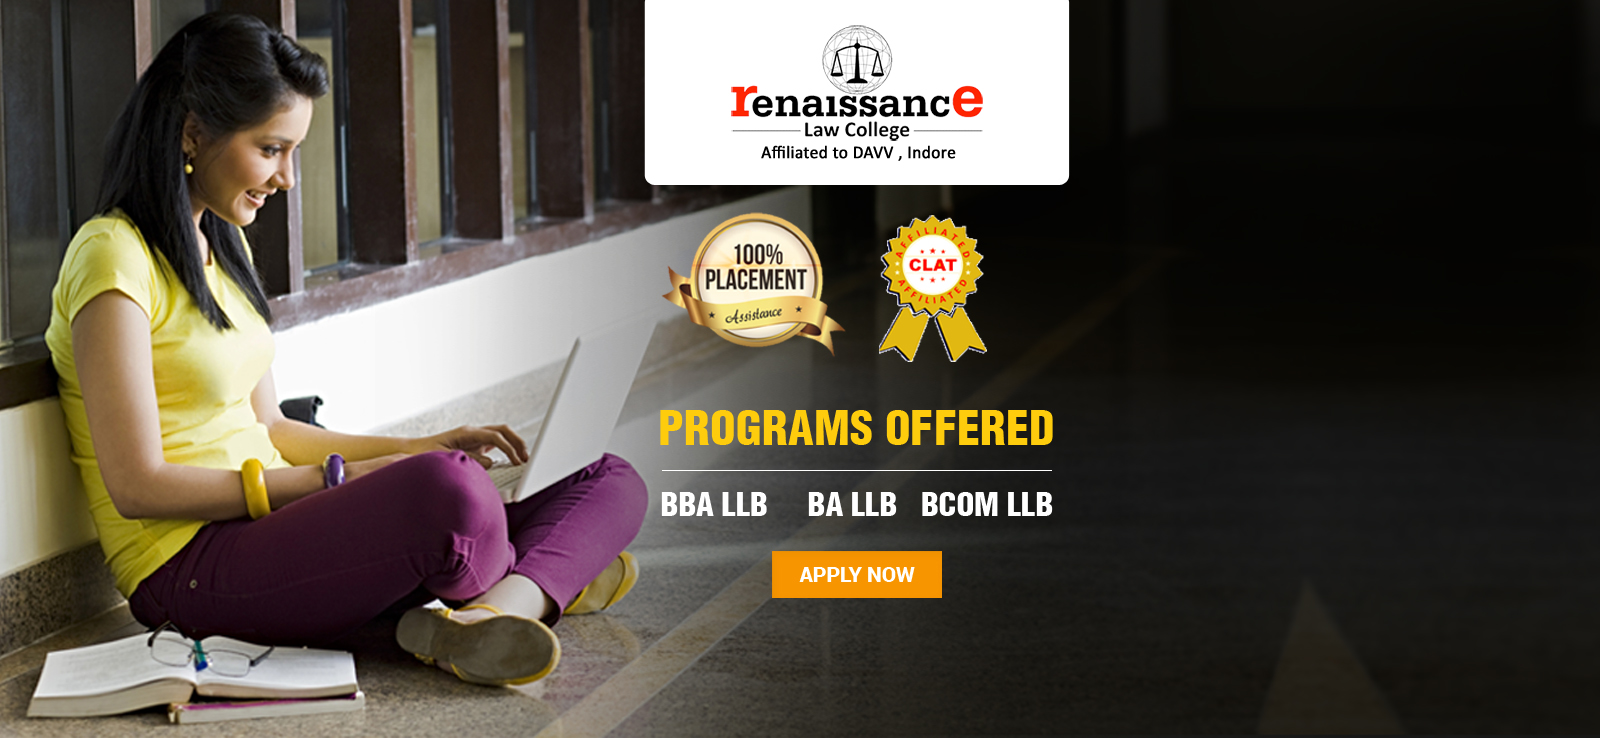 renaissance
Law College
Affiliated to DAVV , Indore
100%
PLACEMENT
Assistance
AFFILIATED
CLAT
AFFILIATED
PROGRAMS OFFERED
BBA LLB BA LLB BCOM LLB
APPLY NOW